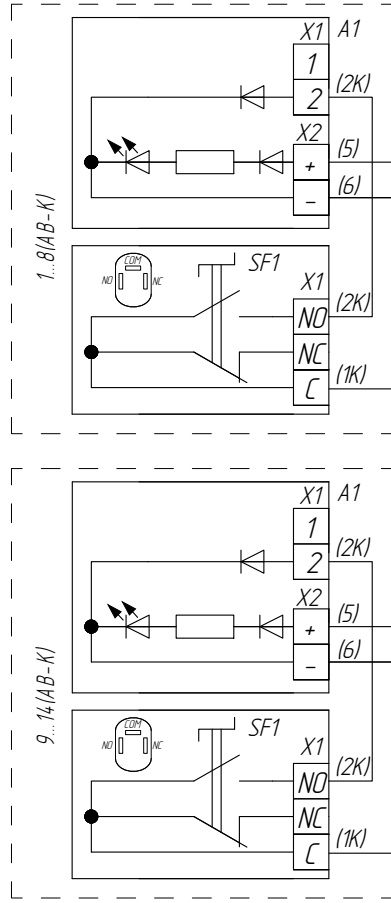 X1 A1
1
2 (2K)
X2
+ (5)
– (6)
1...8(АВ-К)
COM
NO NC
SF1
X1
NO (2K)
NC
C (1K)
X1 A1
1
2 (2K)
X2
+ (5)
– (6)
9...14(АВ-К)
COM
NO NC
SF1
X1
NO (2K)
NC
C (1K)